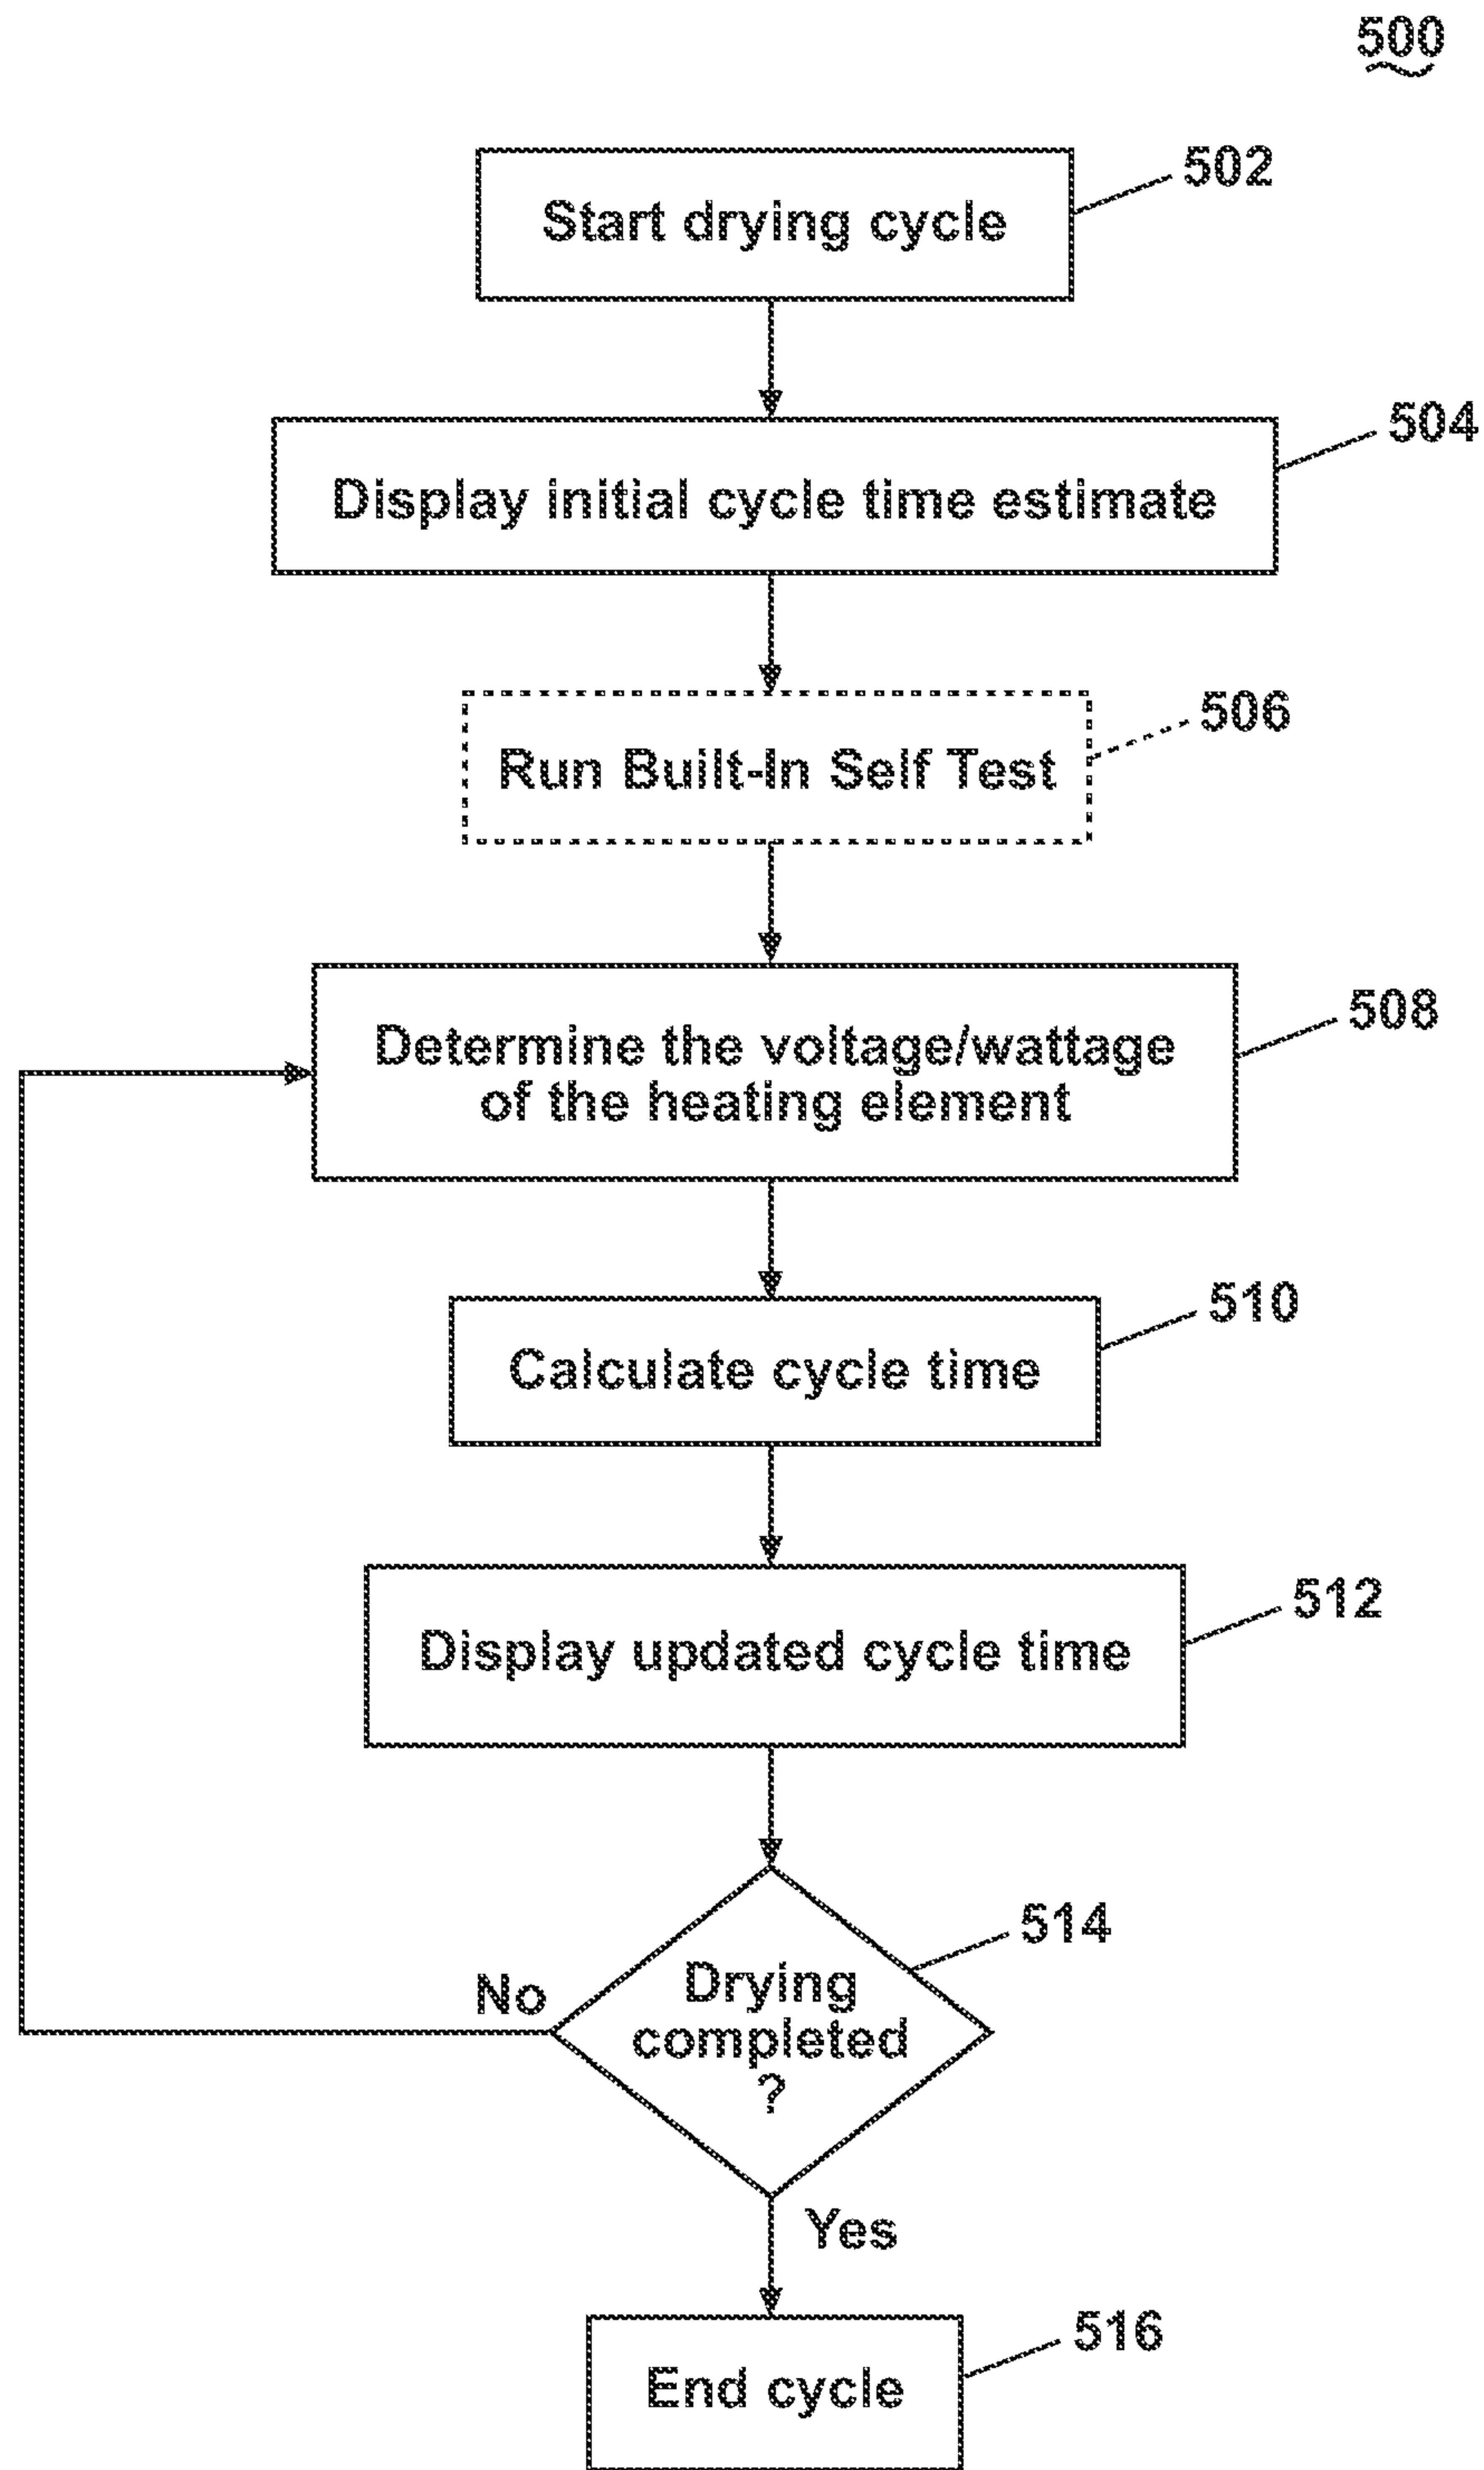 500
502
Start drying cycle
504
Display initial cycle time estimate
506
Run Built-In Self Test
508
Determine the voltage/wattage
of the heating element
510
Calculate cycle time
512
Display updated cycle time
514
No
Drying
completed
?
Yes
516
End cycle